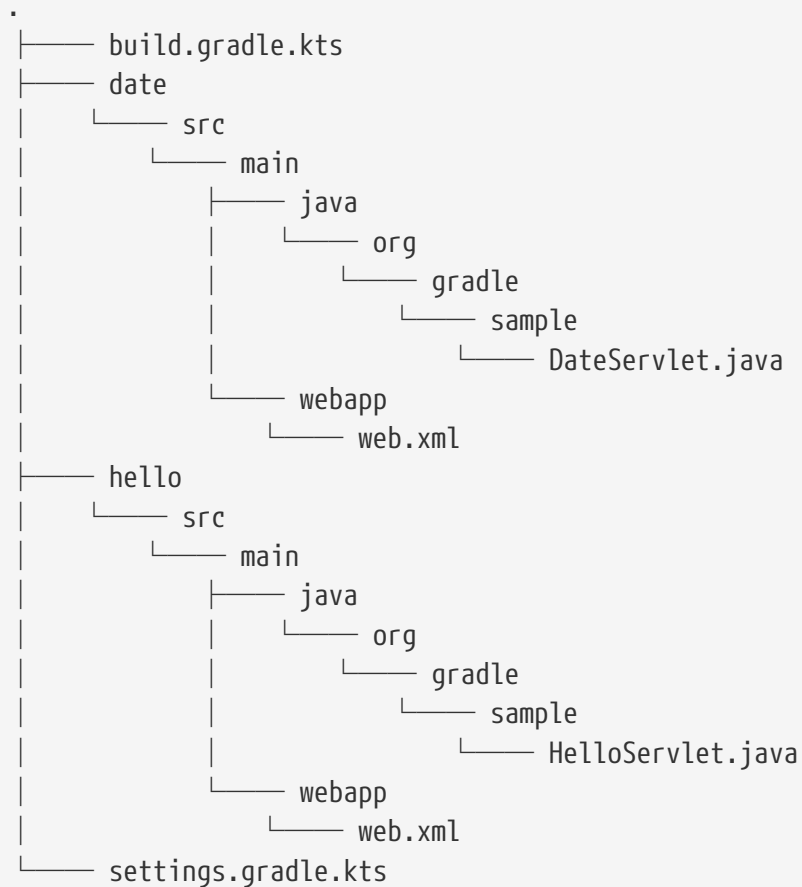 .
├── build.gradle.kts
├── date
│   └── src
│       └── main
│           ├── java
│           │   └── org
│           │       └── gradle
│           │           └── sample
│           │               └── DateServlet.java
│           └── webapp
│               └── web.xml
├── hello
│   └── src
│       └── main
│           ├── java
│           │   └── org
│           │       └── gradle
│           │           └── sample
│           │               └── HelloServlet.java
│           └── webapp
│               └── web.xml
└── settings.gradle.kts